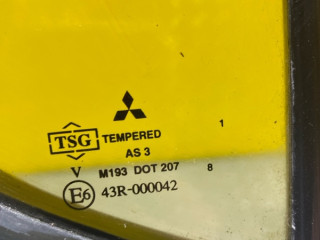 TSG TEMPERED 1
AS 3
V M193 DOT 207 8
E6 43R-000042